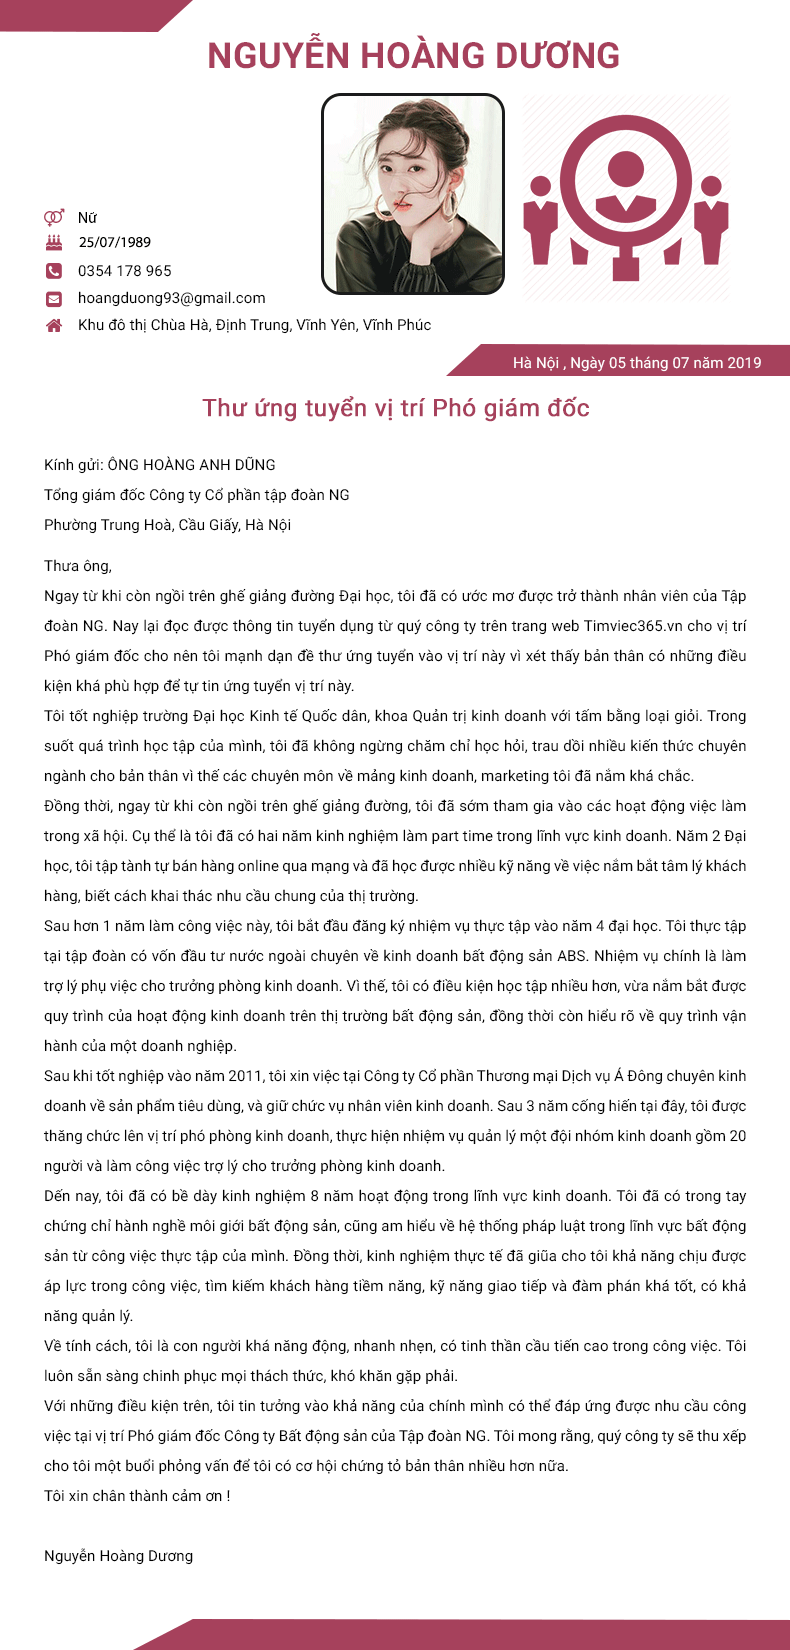 NGUYỄN HOÀNG DƯƠNG
Nữ
25/07/1989
0354 178 965
hoangduong93@gmail.com
Khu đô thị Chùa Hà, Định Trung, Vĩnh Yên, Vĩnh Phúc
Hà Nội , Ngày 05 tháng 07 năm 2019
Thư ứng tuyển vị trí Phó giám đốc
Kính gửi: ÔNG HOÀNG ANH DŨNG
Tổng giám đốc Công ty Cổ phần tập đoàn NG
Phường Trung Hoà, Cầu Giấy, Hà Nội
Thưa ông,
Ngay từ khi còn ngồi trên ghế giảng đường Đại học, tôi đã có ước mơ được trở thành nhân viên của Tập
đoàn NG. Nay lại đọc được thông tin tuyển dụng từ quý công ty trên trang web Timviec365.vn cho vị trí
Phó giám đốc cho nên tôi mạnh dạn đề thư ứng tuyển vào vị trí này vì xét thấy bản thân có những điều
kiện khá phù hợp để tự tin ứng tuyển vị trí này.
Tôi tốt nghiệp trường Đại học Kinh tế Quốc dân, khoa Quản trị kinh doanh với tấm bằng loại giỏi. Trong
suốt quá trình học tập của mình, tôi đã không ngừng chăm chỉ học hỏi, trau dồi nhiều kiến thức chuyên
ngành cho bản thân vì thế các chuyên môn về mảng kinh doanh, marketing tôi đã nắm khá chắc.
Đồng thời, ngay từ khi còn ngồi trên ghế giảng đường, tôi đã sớm tham gia vào các hoạt động việc làm
trong xã hội. Cụ thể là tôi đã có hai năm kinh nghiệm làm part time trong lĩnh vực kinh doanh. Năm 2 Đại
học, tôi tập tành tự bán hàng online qua mạng và đã học được nhiều kỹ năng về việc nắm bắt tâm lý khách
hàng, biết cách khai thác nhu cầu chung của thị trường.
Sau hơn 1 năm làm công việc này, tôi bắt đầu đăng ký nhiệm vụ thực tập vào năm 4 đại học. Tôi thực tập
tại tập đoàn có vốn đầu tư nước ngoài chuyên về kinh doanh bất động sản ABS. Nhiệm vụ chính là làm
trợ lý phụ việc cho trưởng phòng kinh doanh. Vì thế, tôi có điều kiện học tập nhiều hơn, vừa nắm bắt được
quy trình của hoạt động kinh doanh trên thị trường bất động sản, đồng thời còn hiểu rõ về quy trình vận
hành của một doanh nghiệp.
Sau khi tốt nghiệp vào năm 2011, tôi xin việc tại Công ty Cổ phần Thương mại Dịch vụ Á Đông chuyên kinh
doanh về sản phẩm tiêu dùng, và giữ chức vụ nhân viên kinh doanh. Sau 3 năm cống hiến tại đây, tôi được
thăng chức lên vị trí phó phòng kinh doanh, thực hiện nhiệm vụ quản lý một đội nhóm kinh doanh gồm 20
người và làm công việc trợ lý cho trưởng phòng kinh doanh.
Dến nay, tôi đã có bề dày kinh nghiệm 8 năm hoạt động trong lĩnh vực kinh doanh. Tôi đã có trong tay
chứng chỉ hành nghề môi giới bất động sản, cũng am hiểu về hệ thống pháp luật trong lĩnh vực bất động
sản từ công việc thực tập của mình. Đồng thời, kinh nghiệm thực tế đã giũa cho tôi khả năng chịu được
áp lực trong công việc, tìm kiếm khách hàng tiềm năng, kỹ năng giao tiếp và đàm phán khá tốt, có khả
năng quản lý.
Về tính cách, tôi là con người khá năng động, nhanh nhẹn, có tinh thần cầu tiến cao trong công việc. Tôi
luôn sẵn sàng chinh phục mọi thách thức, khó khăn gặp phải.
Với những điều kiện trên, tôi tin tưởng vào khả năng của chính mình có thể đáp ứng được nhu cầu công
việc tại vị trí Phó giám đốc Công ty Bất động sản của Tập đoàn NG. Tôi mong rằng, quý công ty sẽ thu xếp
cho tôi một buổi phỏng vấn để tôi có cơ hội chứng tỏ bản thân nhiều hơn nữa.
Tôi xin chân thành cảm ơn !
Nguyễn Hoàng Dương